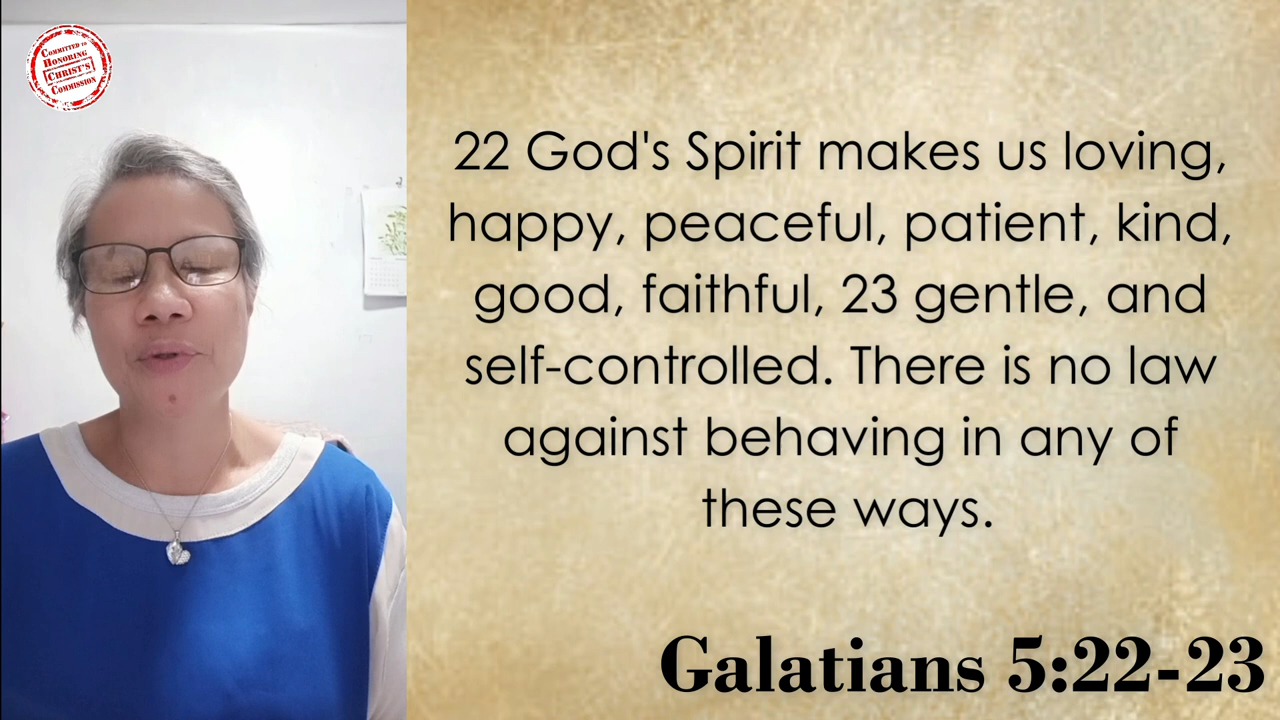 COMMITTED TO
HONORING
CHRIST'S
COMMISSION
22 God's Spirit makes us loving,
happy, peaceful, patient, kind,
good, faithful, 23 gentle, and
self-controlled. There is no law
against behaving in any of
these ways.
Galatians 5:22-23